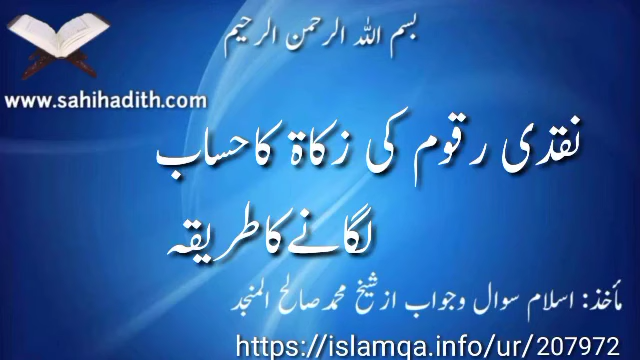 بسم اللہ الرحمن الرحیم
www.sahihadith.com
نقدی رقوم کی زکاۃ کا حساب
لگانے کا طریقہ
مأخذ: اسلام سوال وجواب از شیخ محمد صالح المنجد
https://islamqa.info/ur/207972